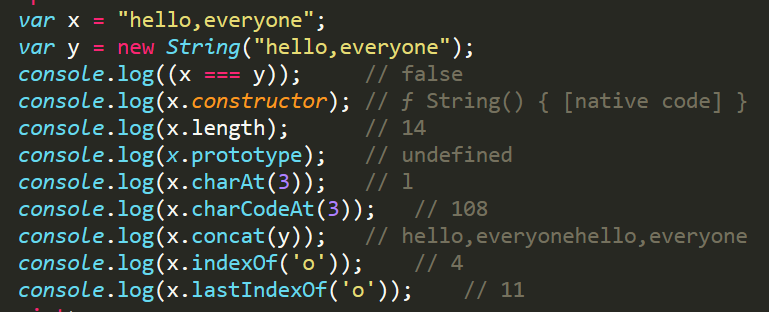 var x = "hello,everyone";
var y = new String("hello,everyone");
console.log((x === y));     // false
console.log(x.constructor); // ƒ String() { [native code] }
console.log(x.length);      // 14
console.log(x.prototype);   // undefined
console.log(x.charAt(3));   // l
console.log(x.charCodeAt(3));   // 108
console.log(x.concat(y));   // hello,everyonehello,everyone
console.log(x.indexOf('o'));    // 4
console.log(x.lastIndexOf('o'));    // 11